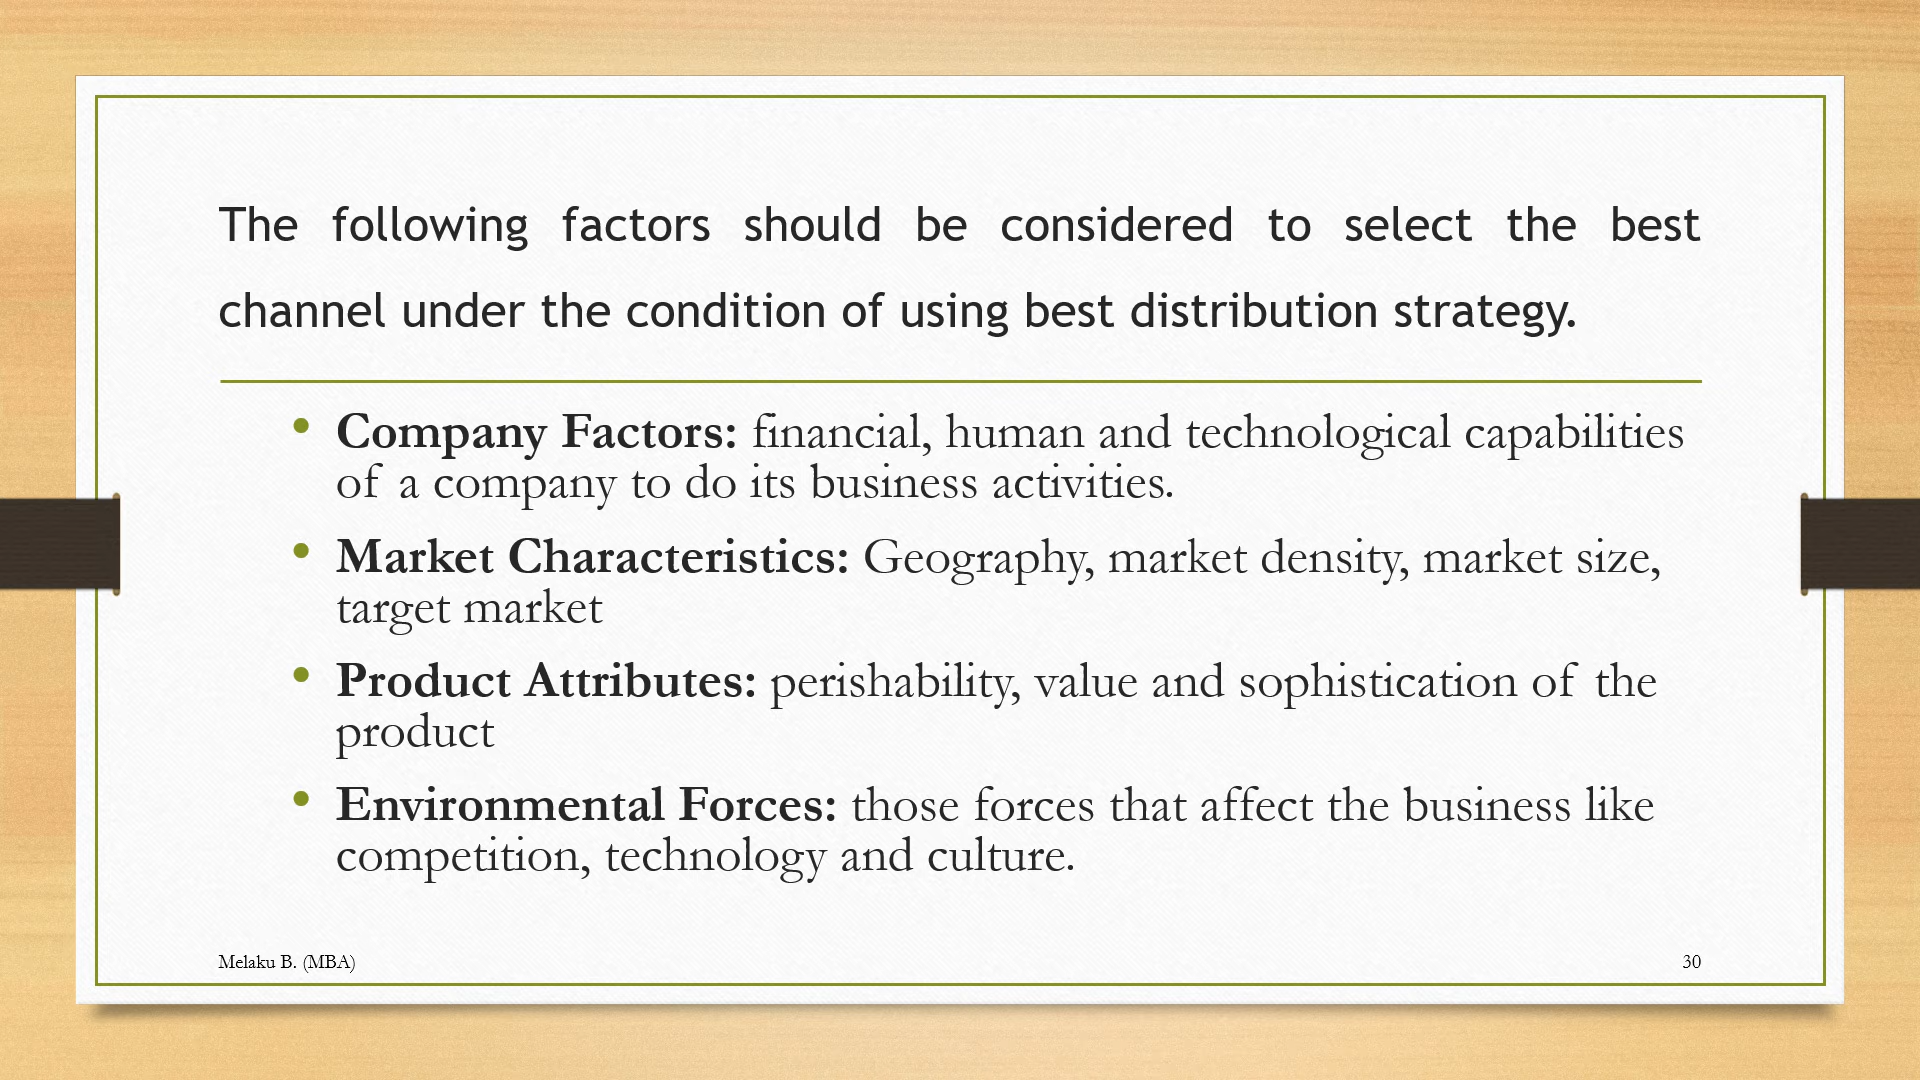 The following factors should be considered to select the best
channel under the condition of using best distribution strategy.
• Company Factors: financial, human and technological capabilities
of a company to do its business activities.
• Market Characteristics: Geography, market density, market size,
target market
• Product Attributes: perishability, value and sophistication of the
product
• Environmental Forces: those forces that affect the business like
competition, technology and culture.
Melaku B. (MBA)
30